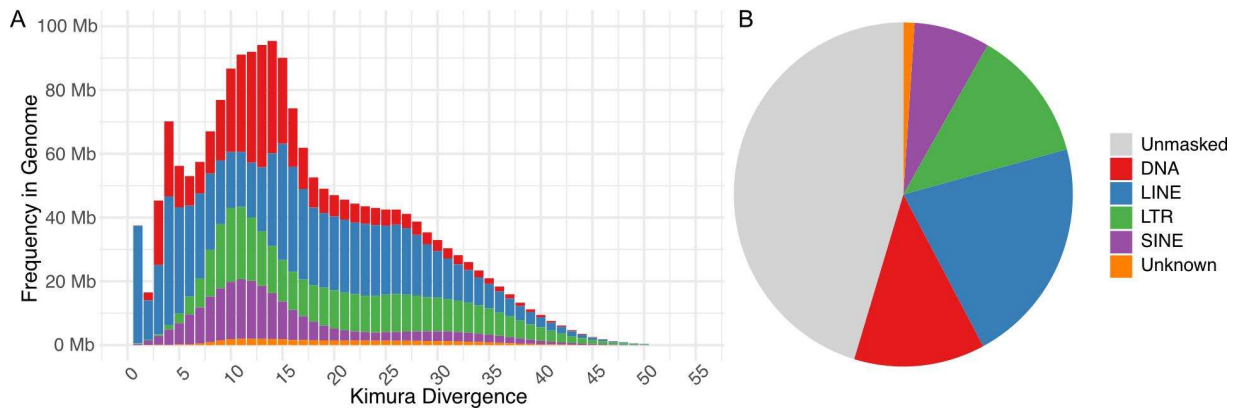 A
100 Mb
80 Mb
60 Mb
40 Mb
20 Mb
0 Mb
Frequency in Genome
0 5 10 15 20 25 30 35 40 45 50 55
Kimura Divergence
B
Unmasked
DNA
LINE
LTR
SINE
Unknown